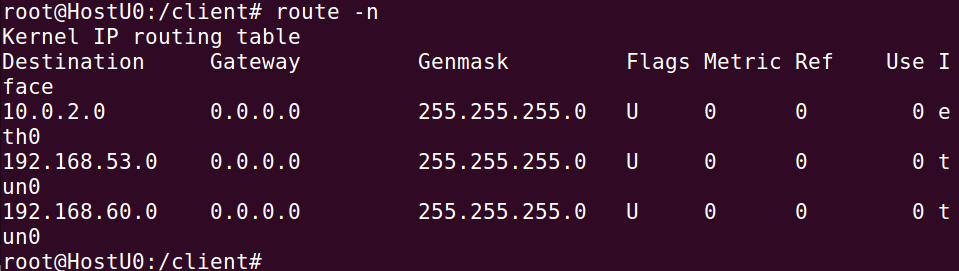 root@HostU0:/client# route -n
Kernel IP routing table
Destination     Gateway         Genmask         Flags Metric Ref    Use I
face
10.0.2.0        0.0.0.0         255.255.255.0   U     0      0        0 e
th0
192.168.53.0    0.0.0.0         255.255.255.0   U     0      0        0 t
un0
192.168.60.0    0.0.0.0         255.255.255.0   U     0      0        0 t
un0
root@HostU0:/client#